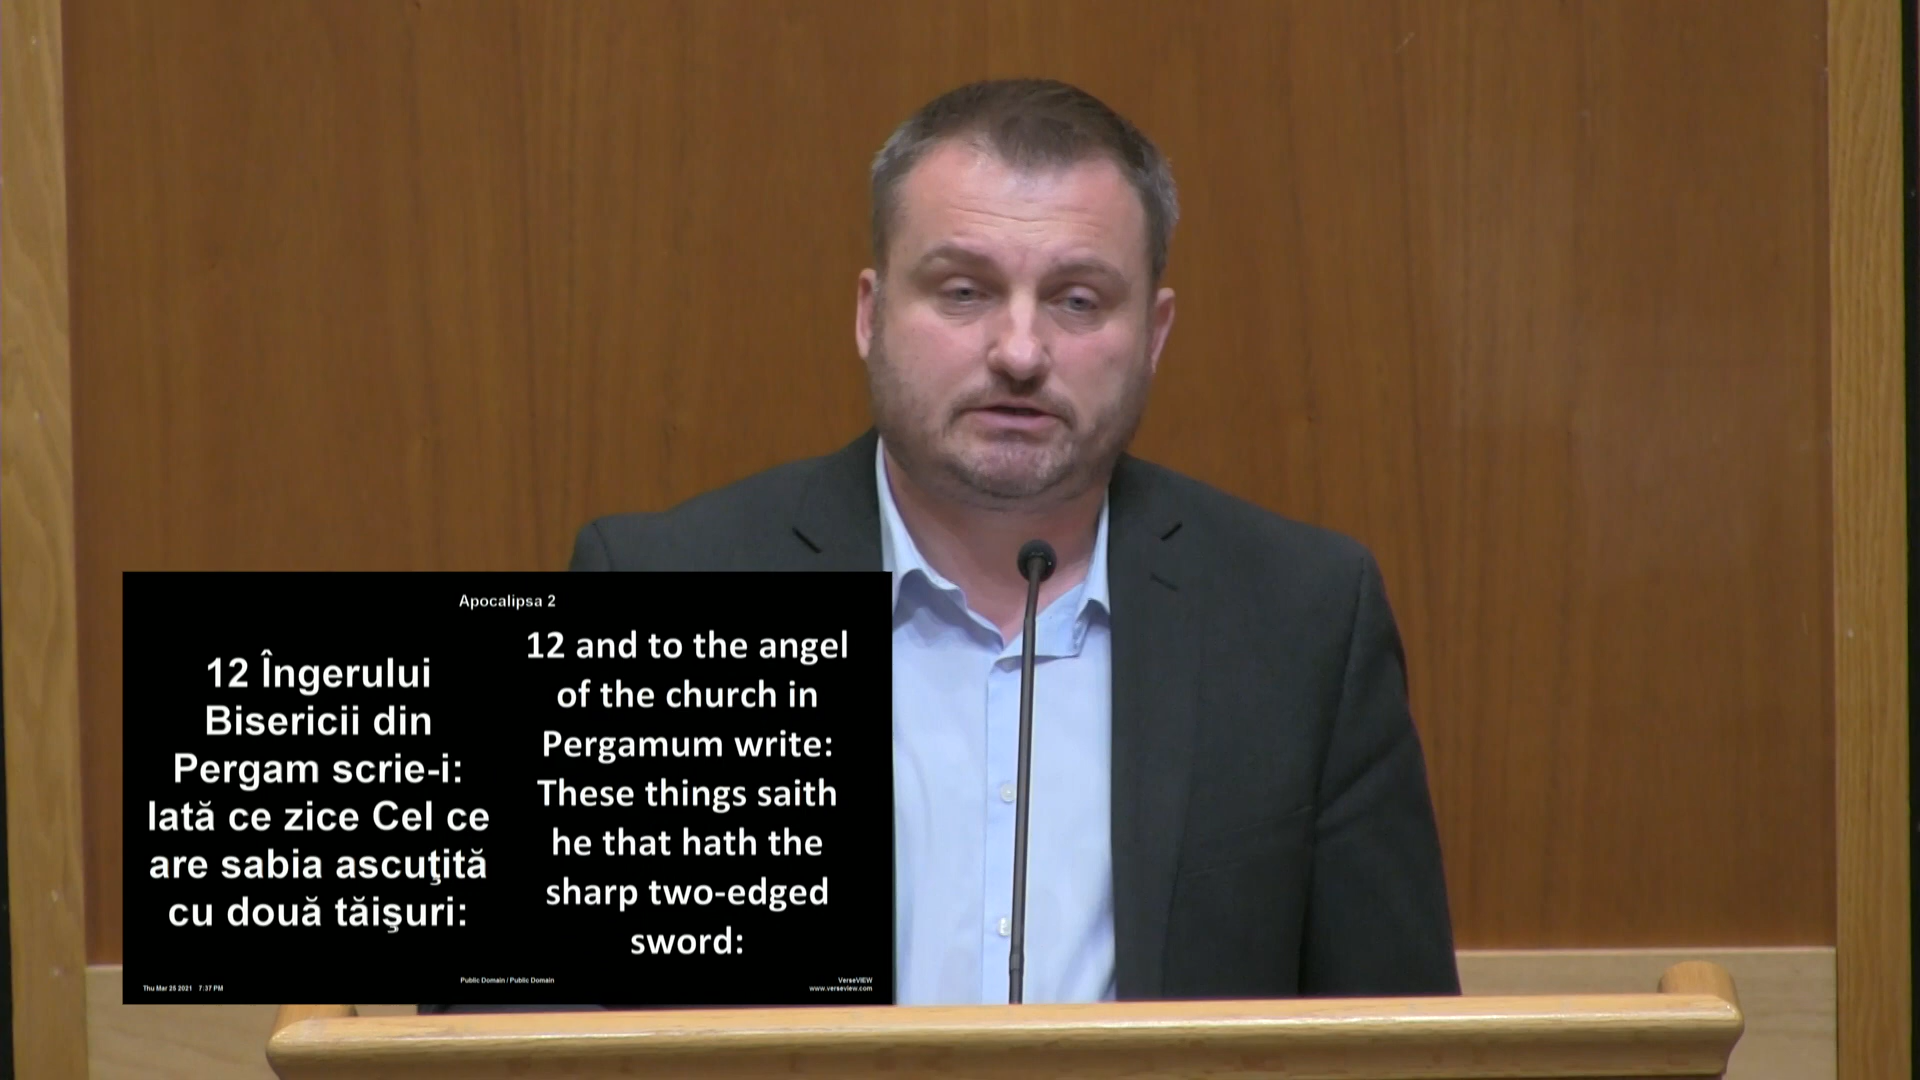 Apocalipsa 2
12 Îngerului
Bisericii din
Pergam scrie-i:
Iată ce zice Cel ce
are sabia ascuţită
cu două tăişuri:
12 and to the angel
of the church in
Pergamum write:
These things saith
he that hath the
sharp two-edged
sword:
Thu Mar 25 2021 7:37 PM
Public Domain / Public Domain
VerseVIEW
www.verseview.com